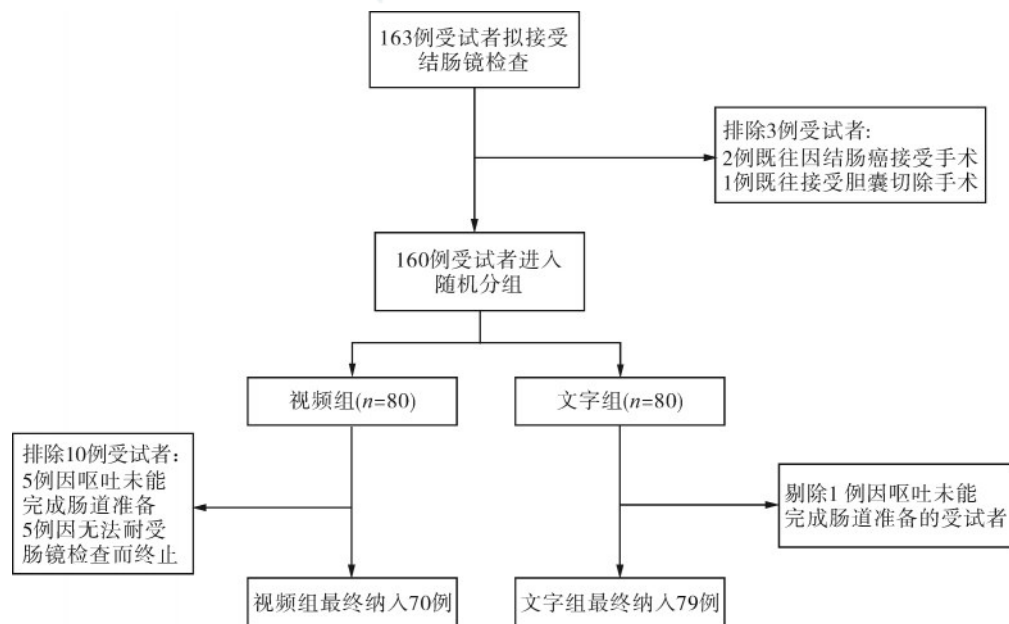 163例受试者拟接受
结肠镜检查
排除3例受试者:
2例既往因结肠癌接受手术
1例既往接受胆囊切除手术
160例受试者进入
随机分组
视频组(n=80)
文字组(n=80)
排除10例受试者:
5例因呕吐未能
完成肠道准备
5例因无法耐受
肠镜检查而终止
剔除1 例因呕吐未能
完成肠道准备的受试者
视频组最终纳入70例
文字组最终纳入79例